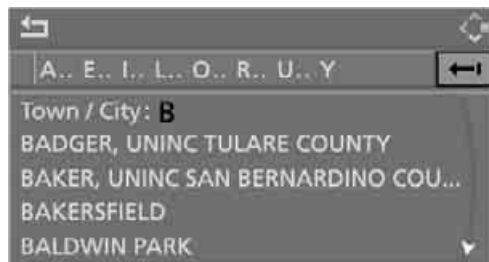 A.. E.. I.. L.. O.. R.. U.. Y
Town / City: B
BADGER, UNINC TULARE COUNTY
BAKER, UNINC SAN BERNARDINO COU...
BAKERSFIELD
BALDWIN PARK